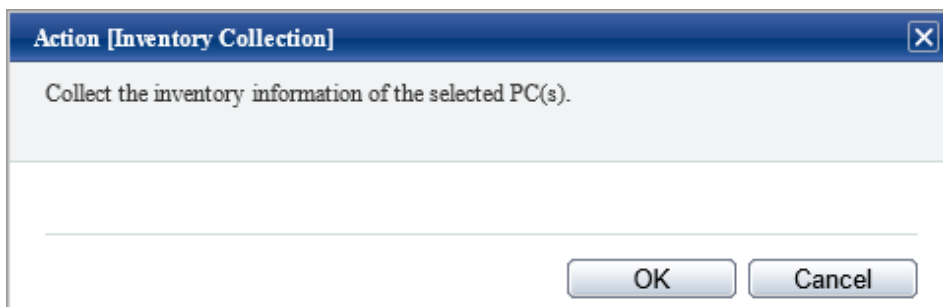 Action [Inventory Collection]
Collect the inventory information of the selected PC(s).
OK
Cancel